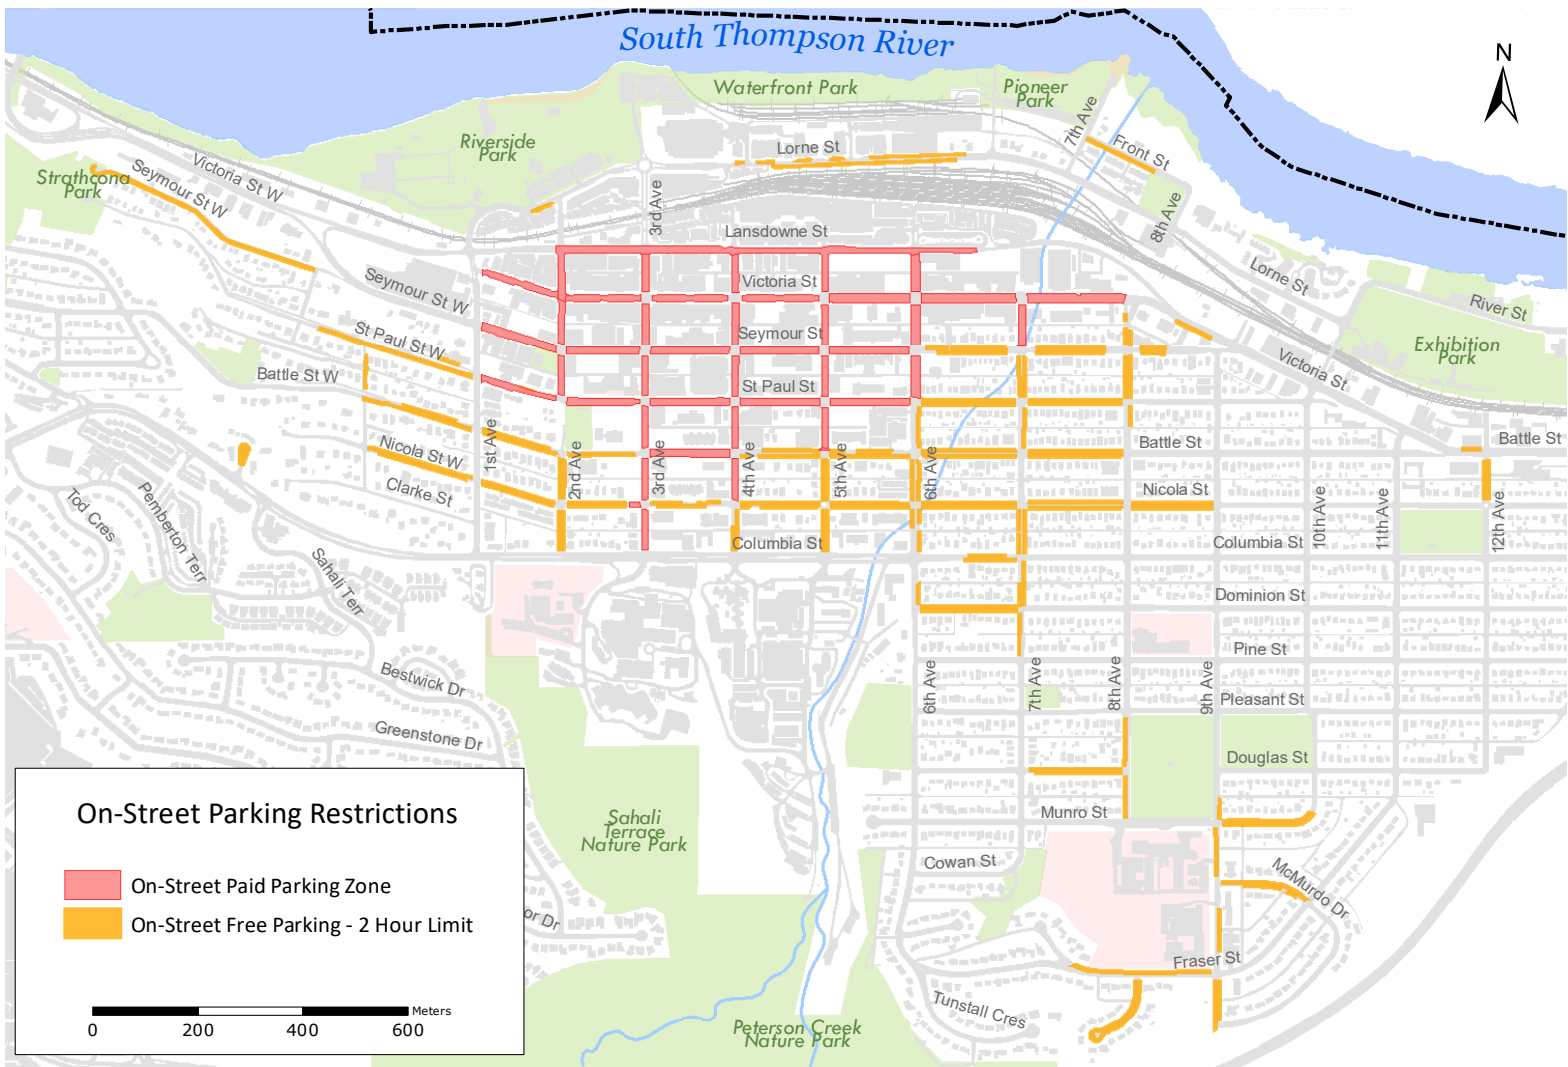 South Thompson River
N
Waterfront Park
Pioneer
Park
7th Ave
Front St
Riverside
Park
Lorne St
Victoria St W
Strathcona
Park
Seymour St W
3rd Ave
8th Ave
Lansdowne St
Lorne St
River St
Seymour St W
Victoria St
Seymour St
St Paul St W
Exhibition
Park
Victoria St
Battle St W
St Paul St
1st Ave
2nd Ave
3rd Ave
4th Ave
5th Ave
6th Ave
Battle St
Battle St
Nicola St W
Clarke St
Nicola St
Tod Cres
Pemberton Terr
10th Ave
11th Ave
12th Ave
Columbia St
Columbia St
Sahali Terr
Dominion St
Pine St
Bestwick Dr
6th Ave
7th Ave
8th Ave
9th Ave
Pleasant St
Greenstone Dr
Douglas St
Munro St
Sahali
Terrace
Nature Park
Cowan St
McMurdo Dr
or Dr
Fraser St
Tunstall Cres
Peterson Creek
Nature Park
On-Street Parking Restrictions
On-Street Paid Parking Zone
On-Street Free Parking - 2 Hour Limit
Meters
0 200 400 600